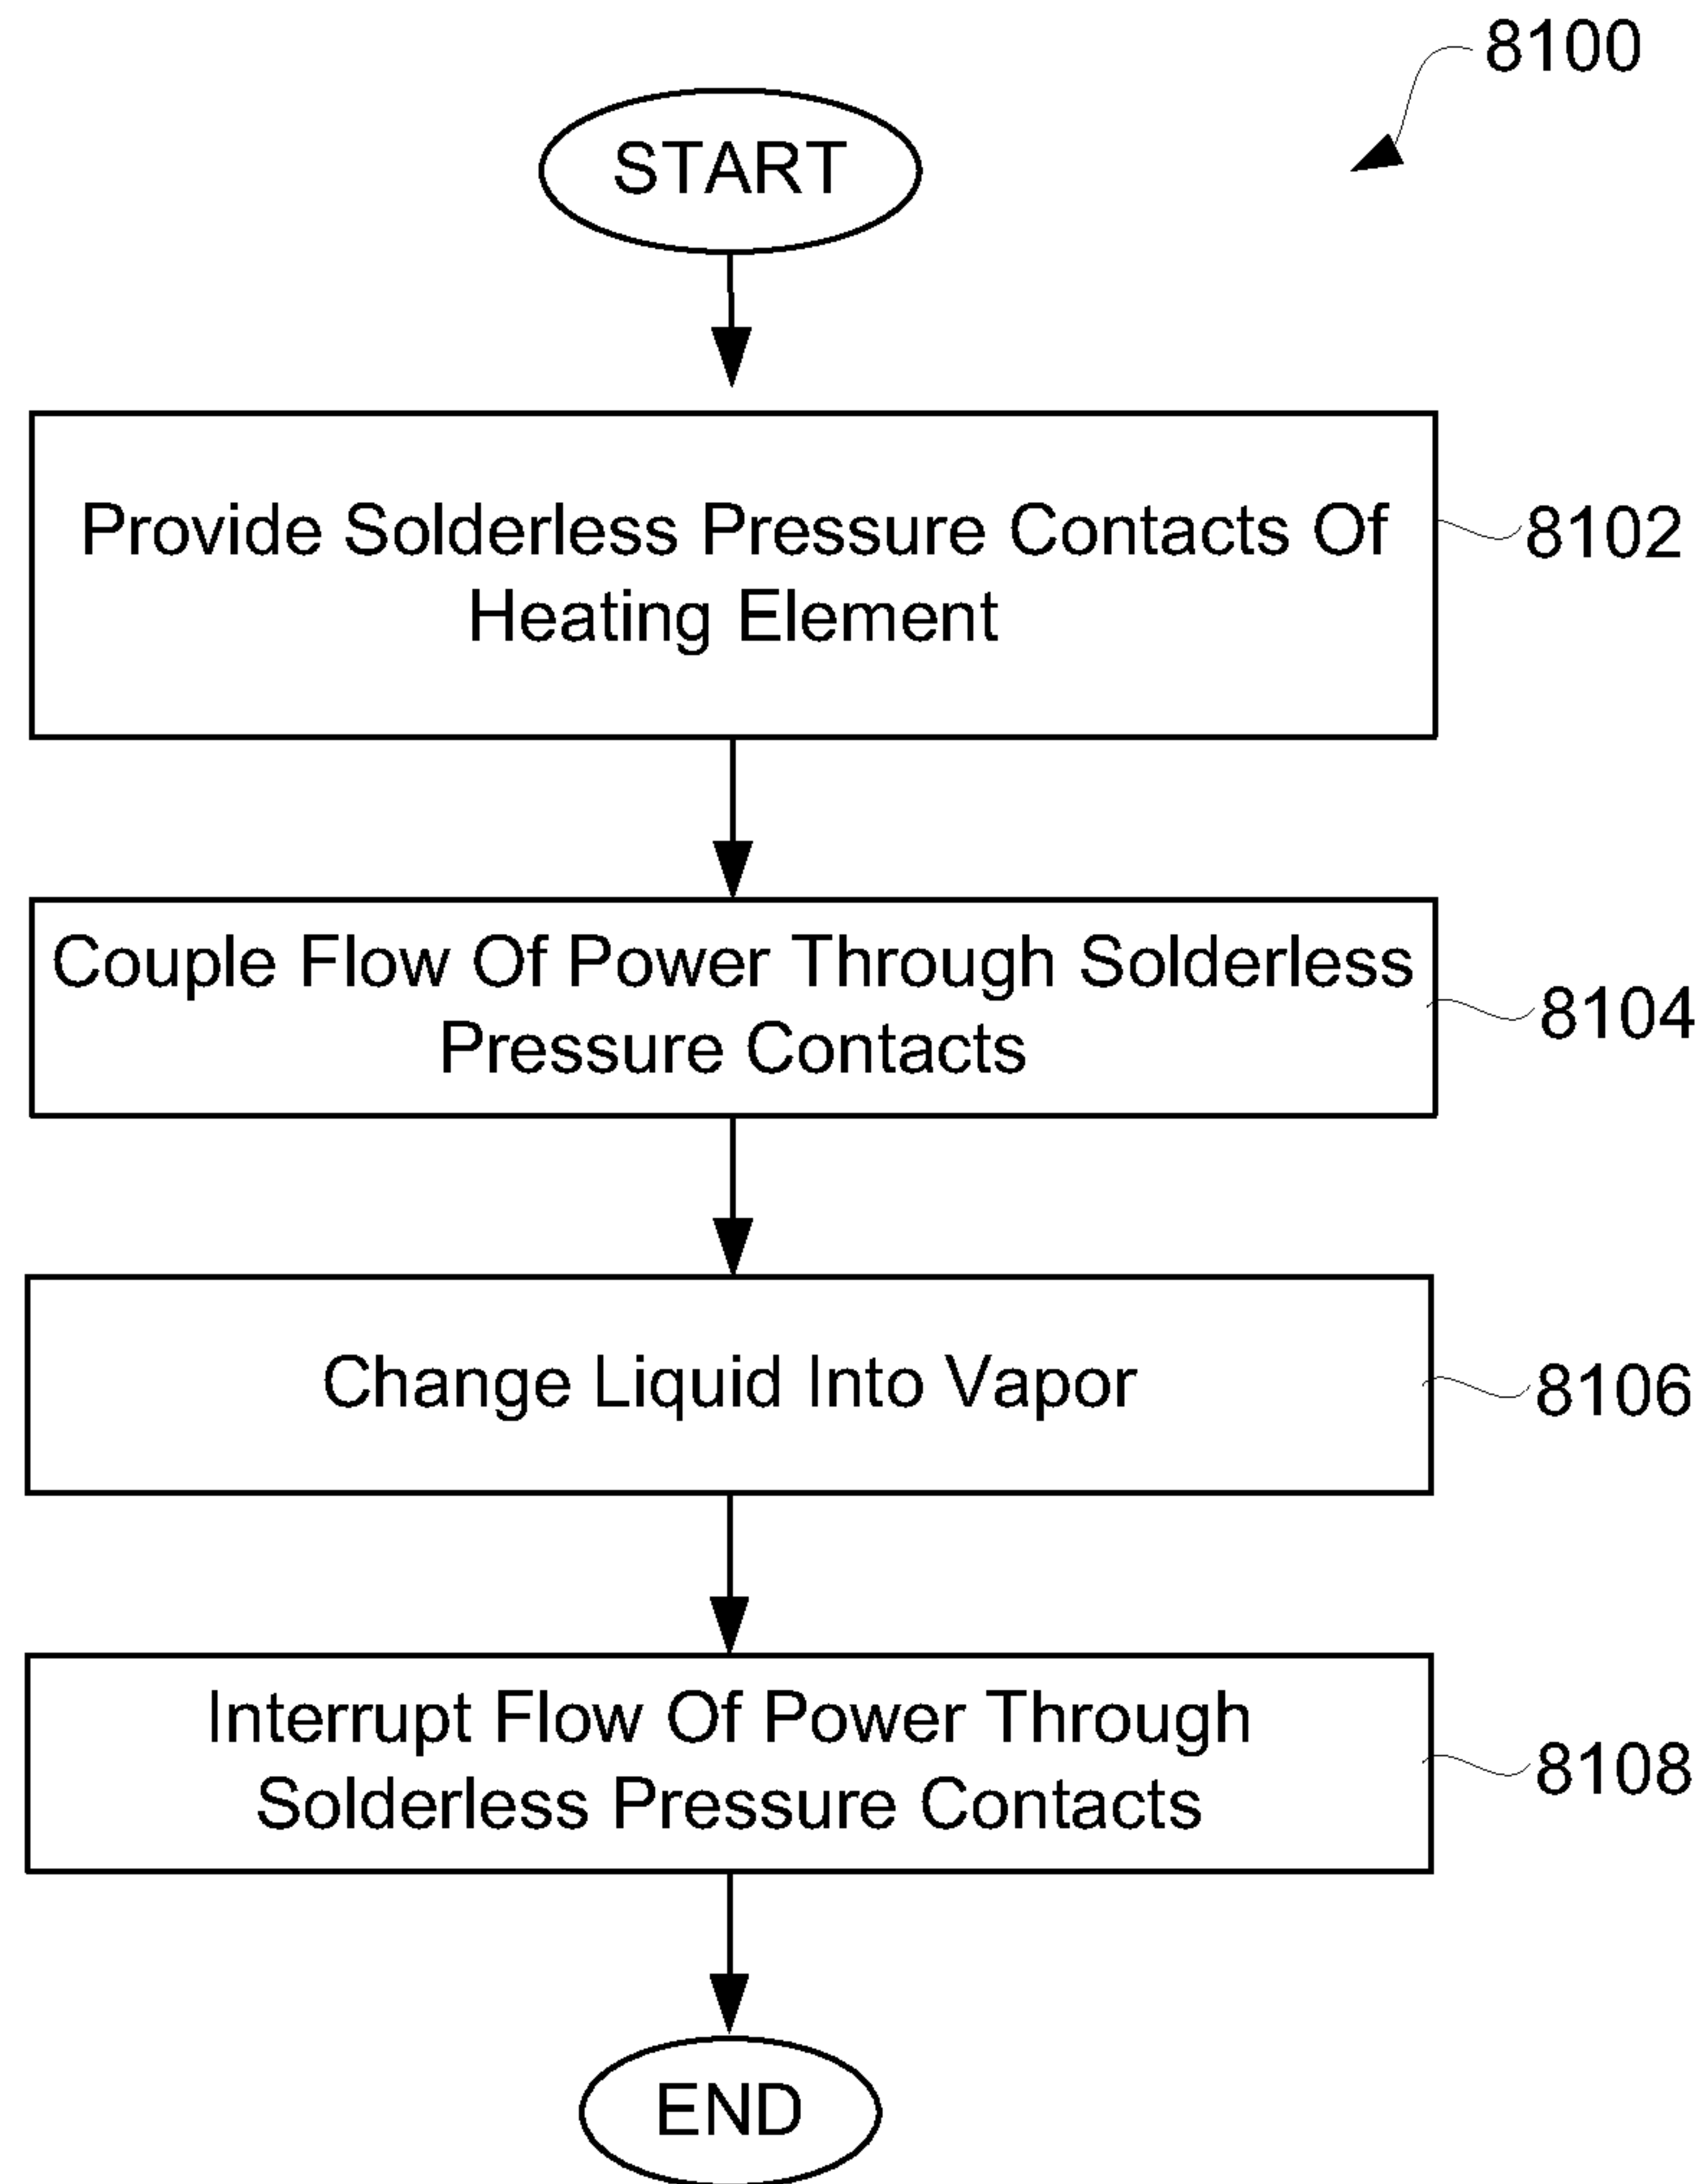 8100
START
Provide Solderless Pressure Contacts Of
Heating Element
8102
Couple Flow Of Power Through Solderless
Pressure Contacts
8104
Change Liquid Into Vapor
8106
Interrupt Flow Of Power Through
Solderless Pressure Contacts
8108
END